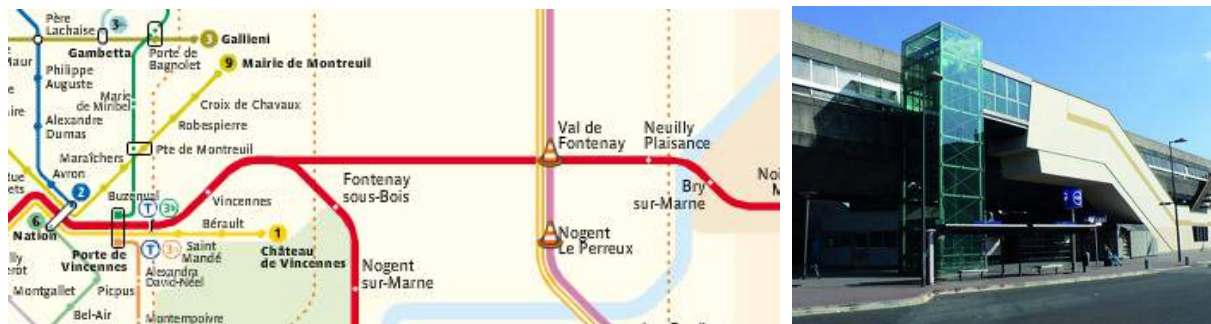 Père
Lachaise
3
Gambetta
Porte de
Bagnolet
3
Gallieni
9
Mairie de Montreuil
Maur
Philippe
Auguste
Marie
de Miribel
Croix de Chavaux
Robespierre
Alexandre
Dumas
Maraîchers
Pte de Montreuil
Avron
2
Buzenval
6
Nation
T
3b
Vincennes
Bérault
1
Château
de Vincennes
Porte de
Vincennes
T
Saint
Mandé
Alexandra
David-Néel
Montgallet
Picpus
Bel-Air
Montempoivre
Fontenay
sous-Bois
Nogent
sur-Marne
Val de
Fontenay
Neuilly
Plaisance
Bry
sur-Marne
Nogent
Le Perreux